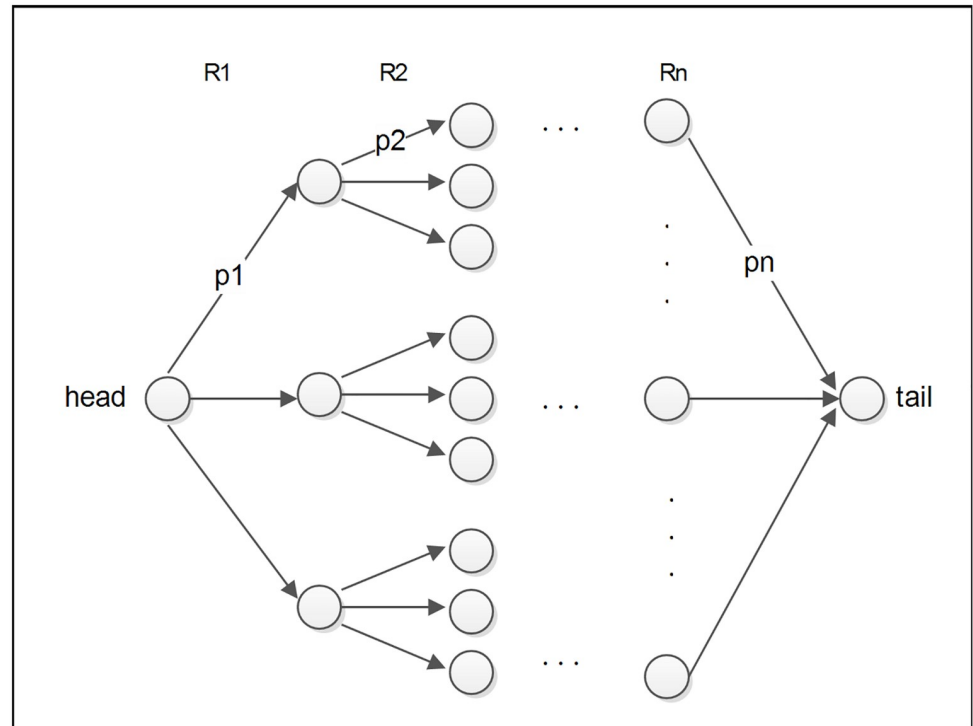 R1 R2 Rn
p2 . . .
p1 pn
head . . . tail
. . .